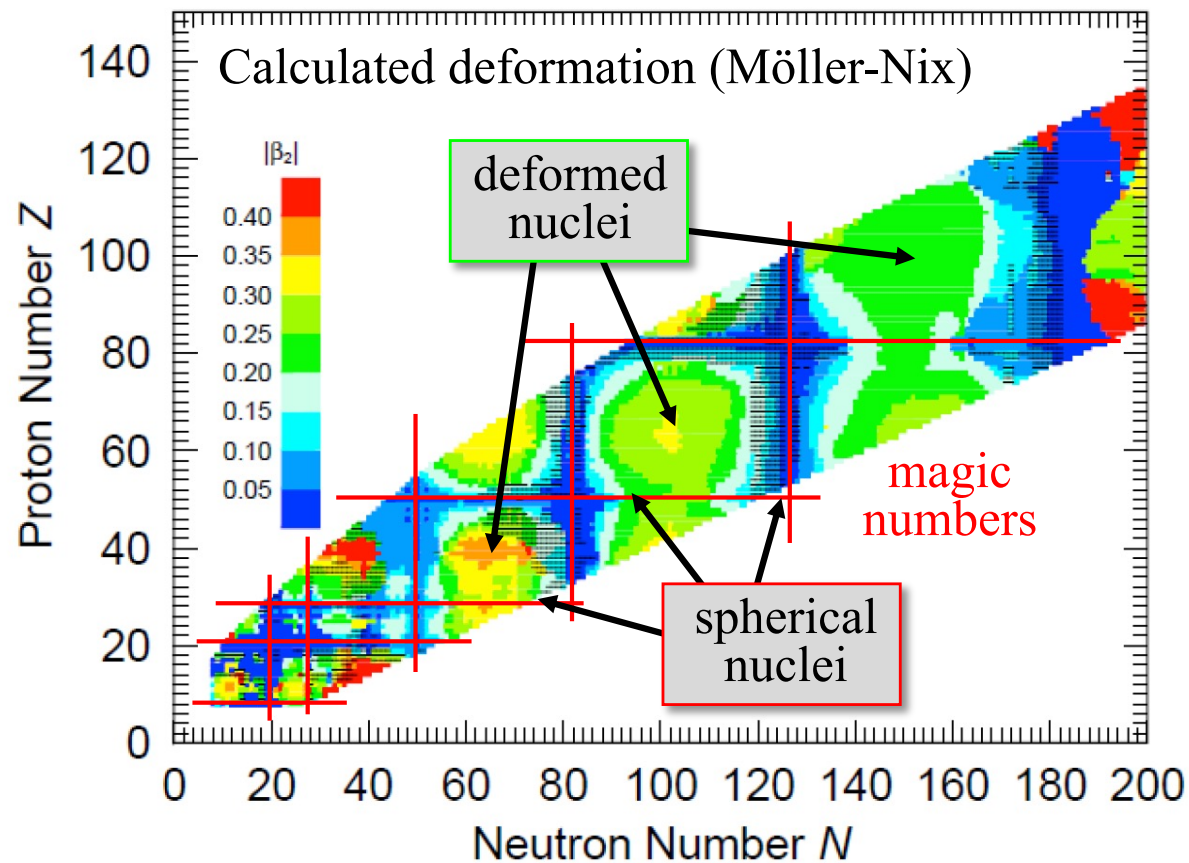 Calculated deformation (Möller-Nix)
|β₂|
0.40
0.35
0.30
0.25
0.20
0.15
0.10
0.05
deformed
nuclei
magic
numbers
spherical
nuclei
Proton Number Z
140
120
100
80
60
40
20
0
0 20 40 60 80 100 120 140 160 180 200
Neutron Number N